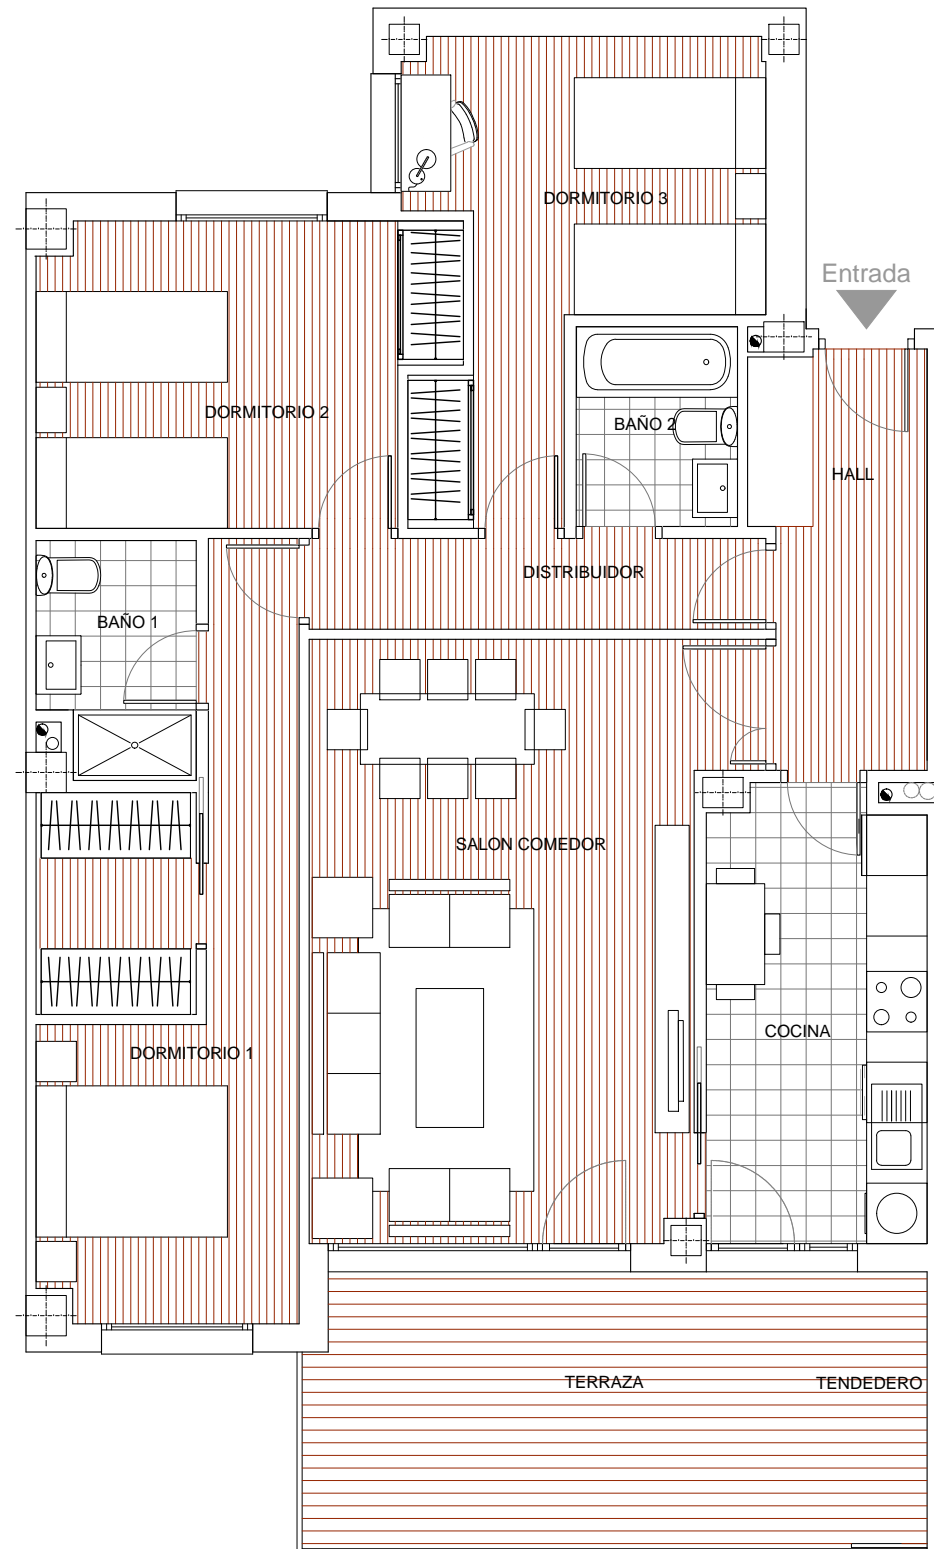 DORMITORIO 3
Entrada
DORMITORIO 2
BAÑO 2
HALL
DISTRIBUIDOR
BAÑO 1
SALON COMEDOR
COCINA
DORMITORIO 1
TERRAZA
TENDEDERO